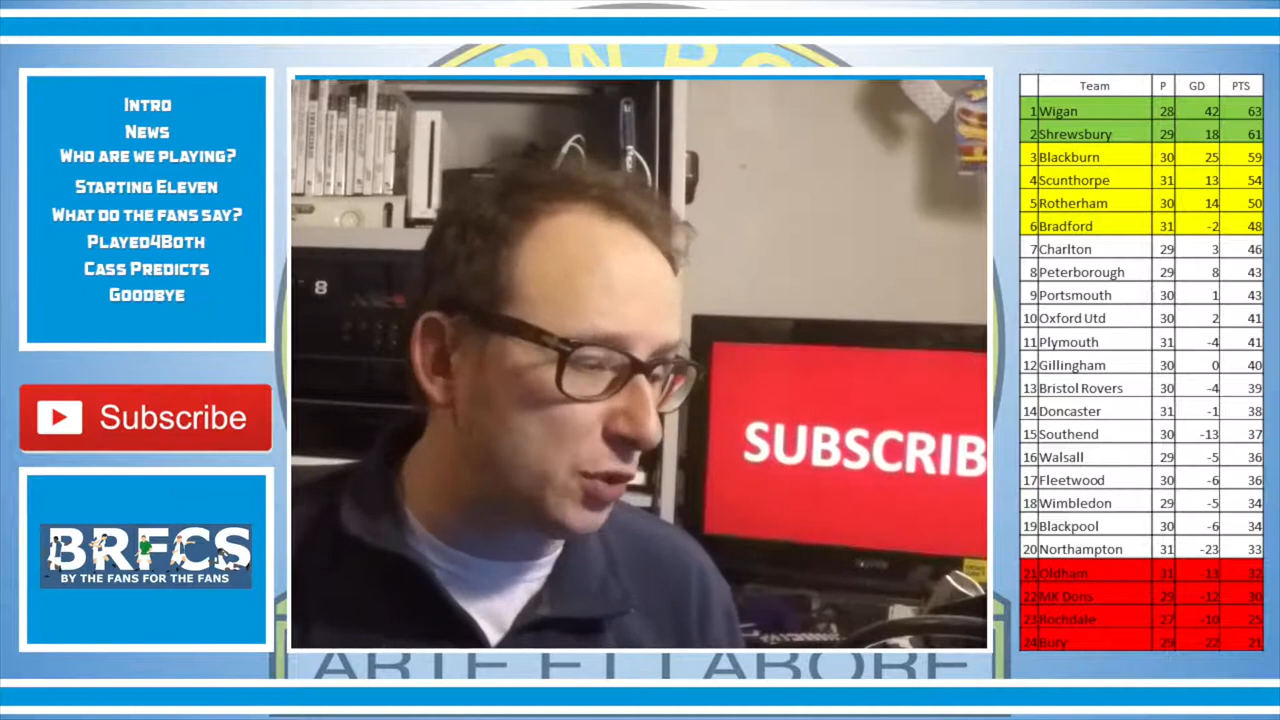 INTRO
NEWS
WHO ARE WE PLAYING?
STARTING ELEVEN
WHAT DO THE FANS SAY?
PLAYED4BOTH
CASS PREDICTS
GOODBYE
Subscribe
BRFCS
BY THE FANS FOR THE FANS
8
SUBSCRIB
ARTE ET LABORE
Team P GD PTS
1 Wigan 28 42 63
2 Shrewsbury 29 18 61
3 Blackburn 30 25 59
4 Scunthorpe 31 13 54
5 Rotherham 30 14 50
6 Bradford 31 -2 48
7 Charlton 29 3 46
8 Peterborough 29 8 43
9 Portsmouth 30 1 43
10 Oxford Utd 30 2 41
11 Plymouth 31 -4 41
12 Gillingham 30 0 40
13 Bristol Rovers 30 -4 39
14 Doncaster 31 -1 38
15 Southend 30 -13 37
16 Walsall 29 -5 36
17 Fleetwood 30 -6 36
18 Wimbledon 29 -5 34
19 Blackpool 30 -6 34
20 Northampton 31 -23 33
21 Oldham 31 -13 32
22 MK Dons 29 -12 30
23 Rochdale 27 -10 25
24 Bury 29 -22 21